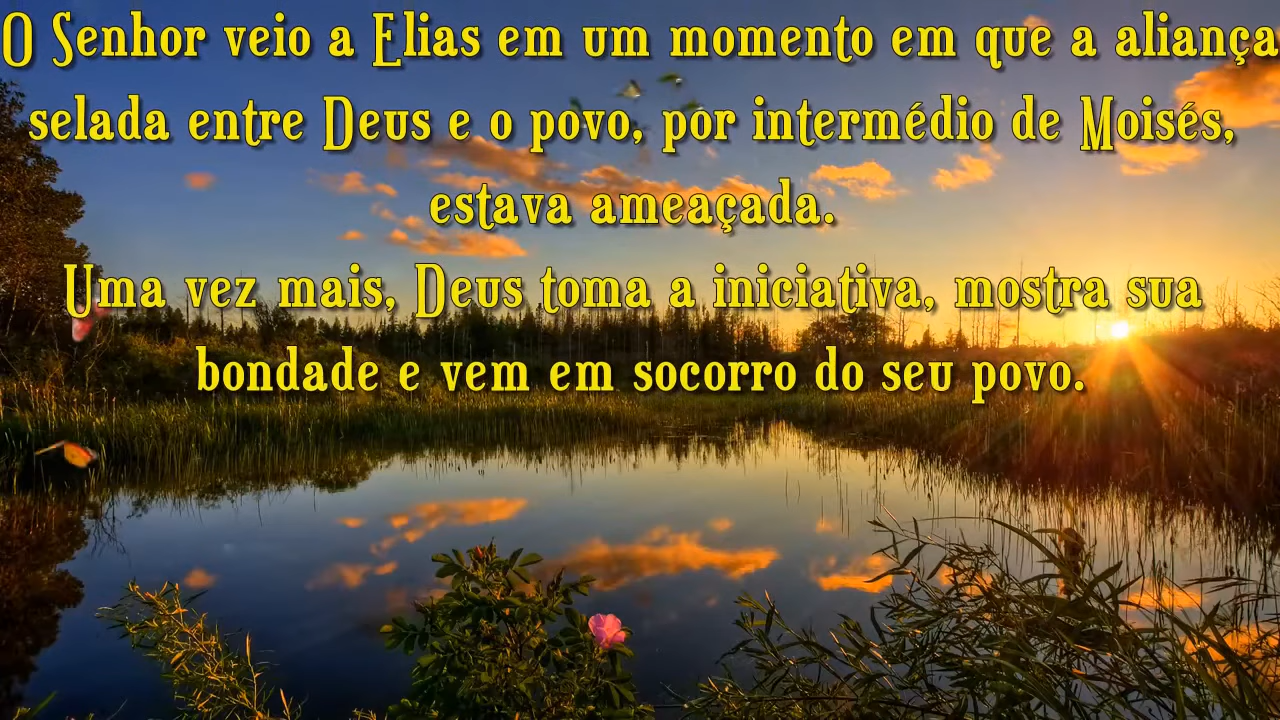 O Senhor veio a Elias em um momento em que a aliança
selada entre Deus e o povo, por intermédio de Moisés,
estava ameaçada.
Uma vez mais, Deus toma a iniciativa, mostra sua
bondade e vem em socorro do seu povo.